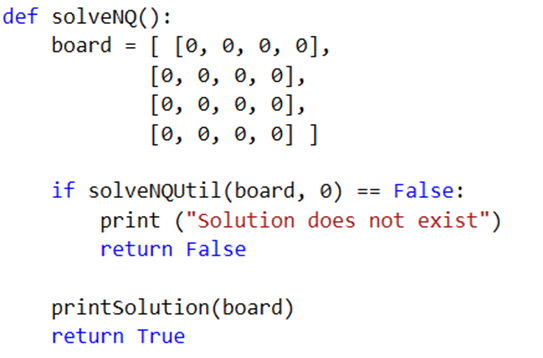 def solveNQ():
    board = [ [0, 0, 0, 0],
            [0, 0, 0, 0],
            [0, 0, 0, 0],
            [0, 0, 0, 0] ]

    if solveNQUtil(board, 0) == False:
        print ("Solution does not exist")
        return False

    printSolution(board)
    return True